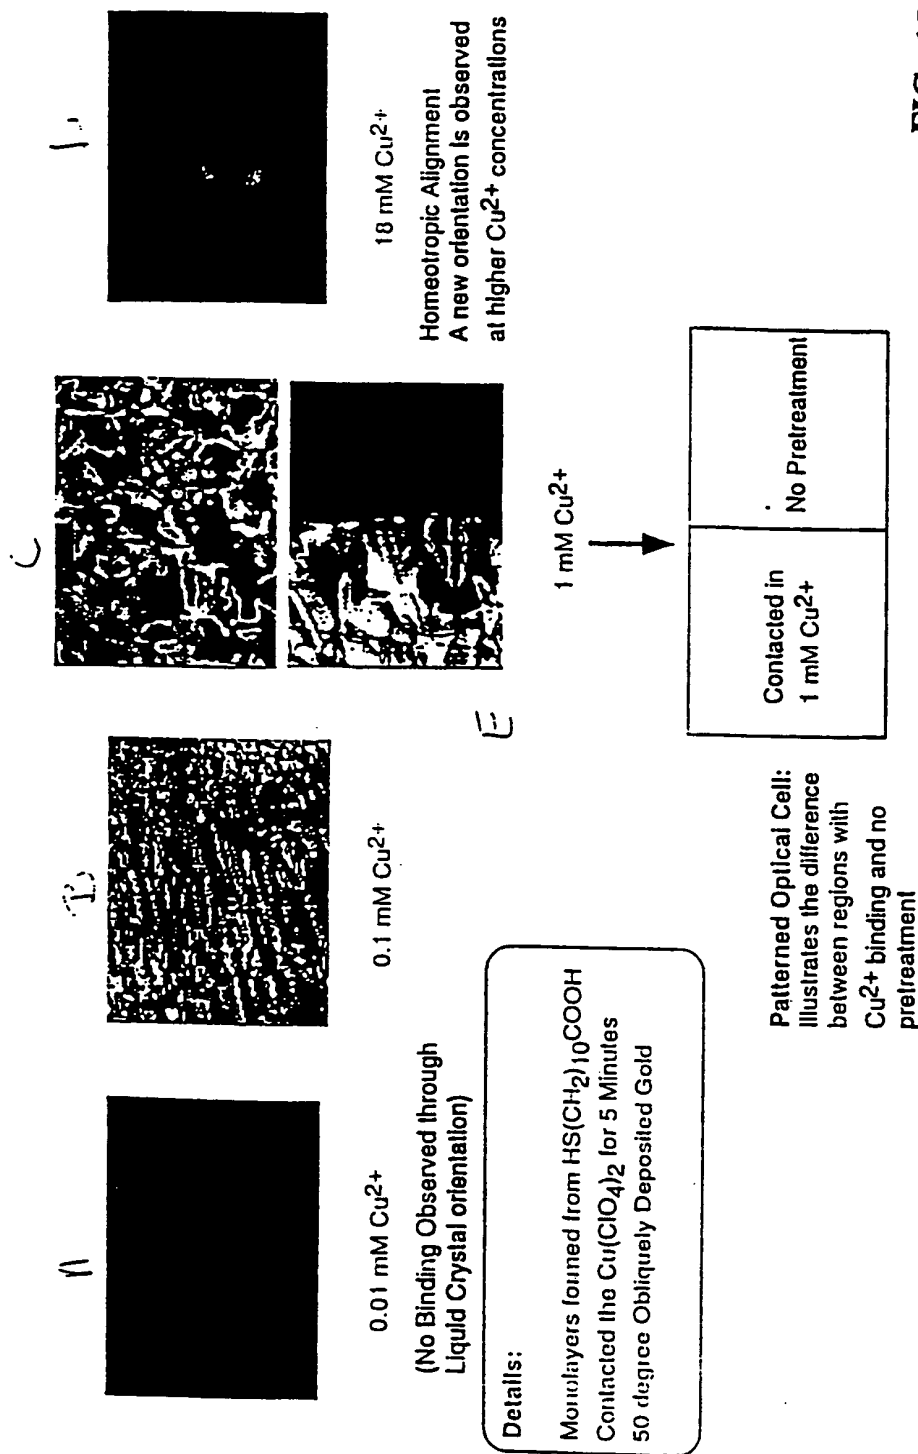 A
B
C
D
0.01 mM Cu2+
(No Binding Observed through
Liquid Crystal orientation)
0.1 mM Cu2+
E
1 mM Cu2+
18 mM Cu2+
Homeotropic Alignment
A new orientation is observed
at higher Cu2+ concentrations
Details:
Monolayers formed from HS(CH2)10COOH
Contacted the Cu(ClO4)2 for 5 Minutes
50 degree Obliquely Deposited Gold
Patterned Optical Cell:
Illustrates the difference
between regions with
Cu2+ binding and no
pretreatment
Contacted in
1 mM Cu2+
No Pretreatment
FIG.